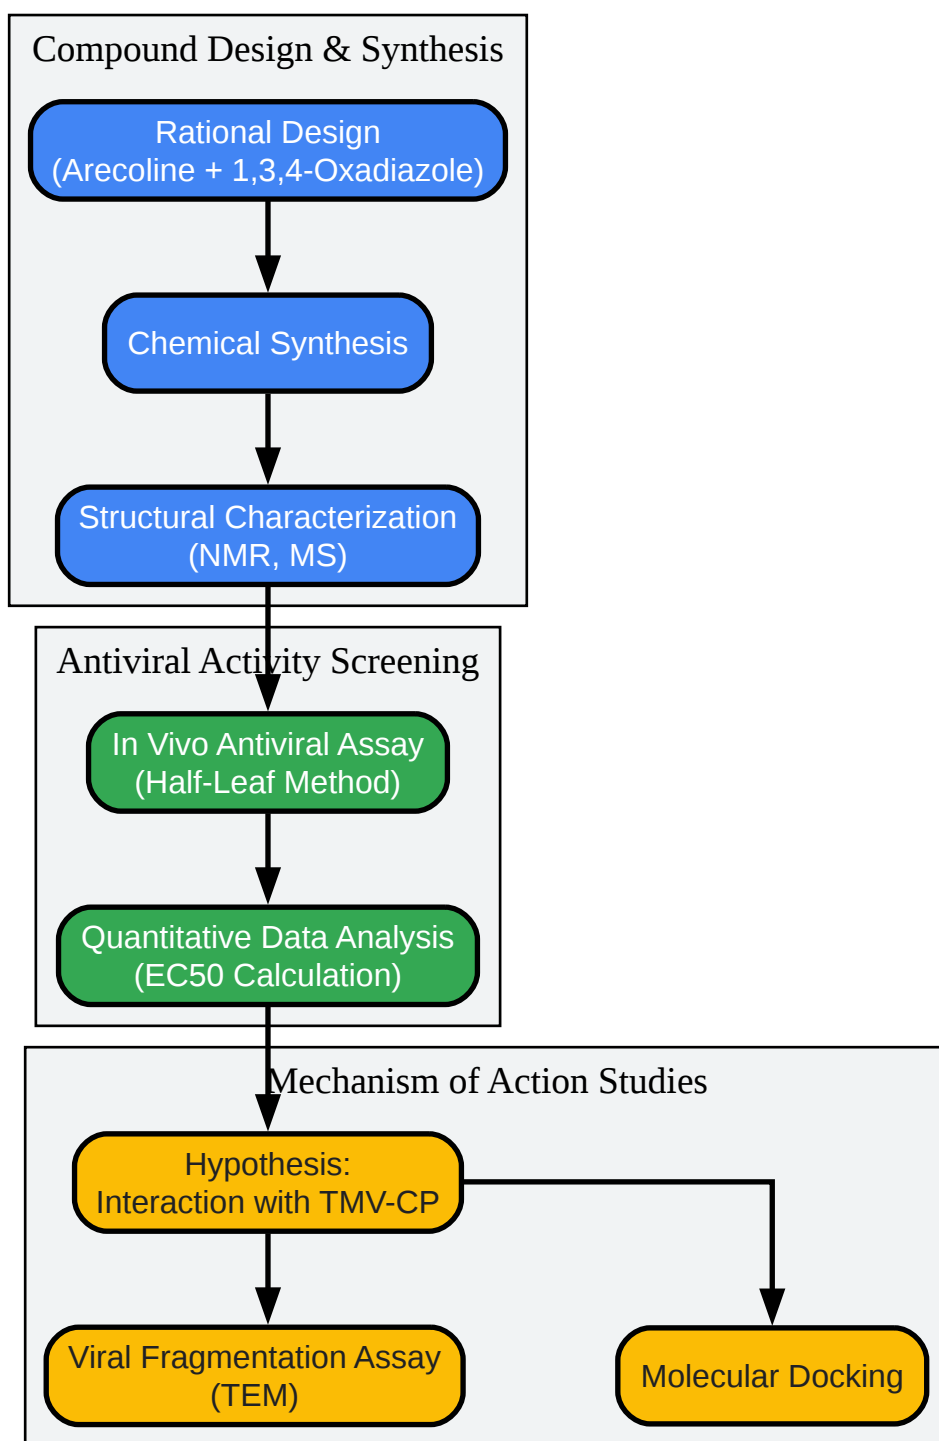 Compound Design & Synthesis
Rational Design
(Arecoline + 1,3,4-Oxadiazole)
Chemical Synthesis
Structural Characterization
(NMR, MS)
Antiviral Activity Screening
In Vivo Antiviral Assay
(Half-Leaf Method)
Quantitative Data Analysis
(EC50 Calculation)
Mechanism of Action Studies
Hypothesis:
Interaction with TMV-CP
Viral Fragmentation Assay
(TEM)
Molecular Docking